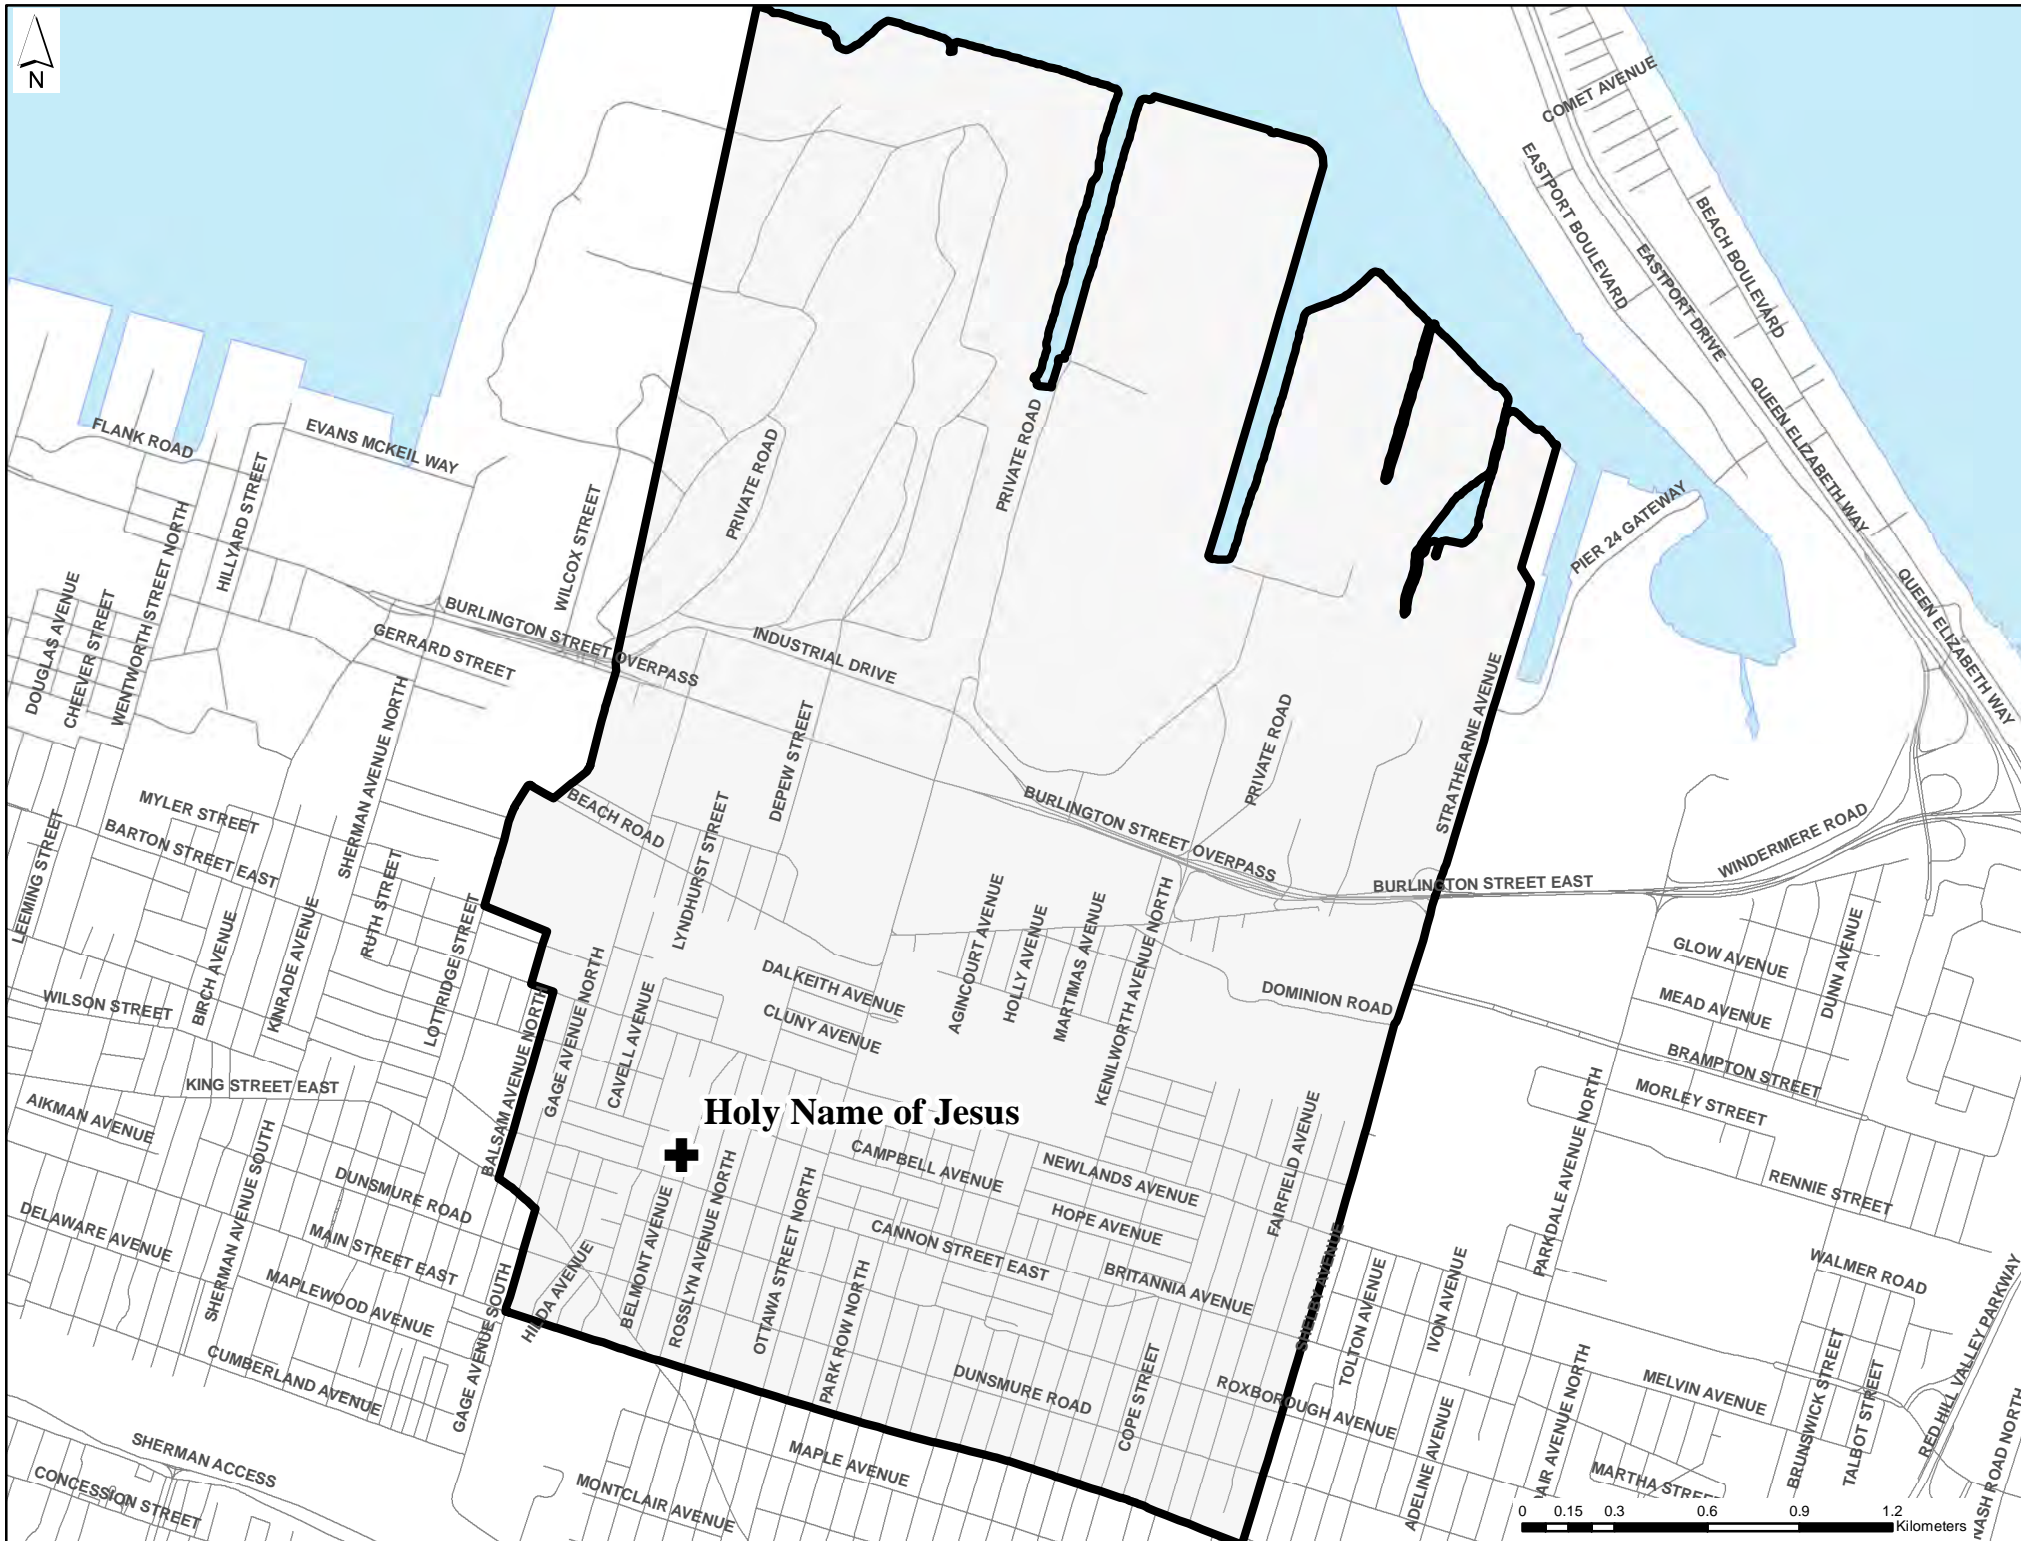 N
COMET AVENUE
EASTPORT BOULEVARD
BEACH BOULEVARD
EASTPORT DRIVE
QUEEN ELIZABETH WAY
QUEEN ELIZABETH WAY
FLANK ROAD
EVANS MCKEIL WAY
HILLYARD STREET
WENTWORTH STREET NORTH
WILCOX STREET
PRIVATE ROAD
PRIVATE ROAD
PIER 24 GATEWAY
DOUGLAS AVENUE
CHEEVER STREET
BURLINGTON STREET OVERPASS
GERRARD STREET
INDUSTRIAL DRIVE
SHERMAN AVENUE NORTH
DEPEW STREET
PRIVATE ROAD
STRATHEARNE AVENUE
MYLER STREET
BARTON STREET EAST
LEEMING STREET
BEACH ROAD
LYNDHURST STREET
BURLINGTON STREET OVERPASS
BURLINGTON STREET EAST
WINDERMERE ROAD
RUTH STREET
BIRCH AVENUE
KINRADE AVENUE
LOTTRIDGE STREET
AGINCOURT AVENUE
HOLLY AVENUE
MARTIMAS AVENUE
KENILWORTH AVENUE NORTH
GLOW AVENUE
DUNN AVENUE
MEAD AVENUE
WILSON STREET
GAGE AVENUE NORTH
CAVELL AVENUE
DALKEITH AVENUE
CLUNY AVENUE
DOMINION ROAD
BRAMPTON STREET
MORLEY STREET
KING STREET EAST
AIKMAN AVENUE
BALSAM AVENUE NORTH
Holy Name of Jesus
CAMPBELL AVENUE
NEWLANDS AVENUE
FAIRFIELD AVENUE
PARKDALE AVENUE NORTH
RENNIE STREET
SHERMAN AVENUE SOUTH
DUNSMURE ROAD
DELAWARE AVENUE
MAIN STREET EAST
MAPLEWOOD AVENUE
CUMBERLAND AVENUE
GAGE AVENUE SOUTH
HILDA AVENUE
BELMONT AVENUE
ROSSLYN AVENUE NORTH
OTTAWA STREET NORTH
PARK ROW NORTH
CANNON STREET EAST
HOPE AVENUE
BRITANNIA AVENUE
SHELBY AVENUE
TOLTON AVENUE
IVON AVENUE
WALMER ROAD
RED HILL VALLEY PARKWAY
DUNSMURE ROAD
COPE STREET
ROXBOROUGH AVENUE
ADELINE AVENUE
AIR AVENUE NORTH
MELVIN AVENUE
BRUNSWICK STREET
TALBOT STREET
NASH ROAD NORTH
MARTHA STREE
SHERMAN ACCESS
CONCESSION STREET
MONTCLAIR AVENUE
MAPLE AVENUE
0 0.15 0.3 0.6 0.9 1.2
Kilometers